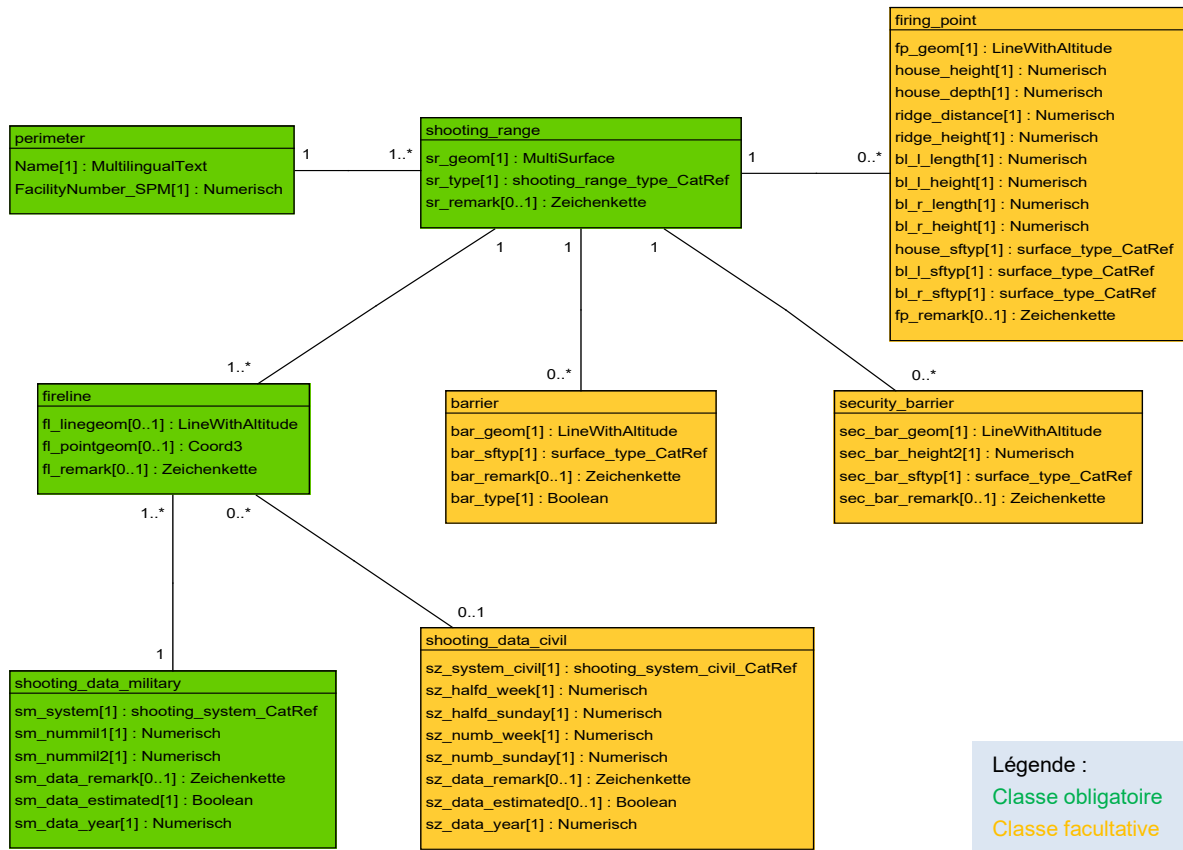 firing_point
fp_geom[1] : LineWithAltitude
house_height[1] : Numerisch
house_depth[1] : Numerisch
ridge_distance[1] : Numerisch
ridge_height[1] : Numerisch
bl_l_length[1] : Numerisch
bl_l_height[1] : Numerisch
bl_r_length[1] : Numerisch
bl_r_height[1] : Numerisch
house_sftyp[1] : surface_type_CatRef
bl_l_sftyp[1] : surface_type_CatRef
bl_r_sftyp[1] : surface_type_CatRef
fp_remark[0..1] : Zeichenkette
perimeter
Name[1] : MultilingualText
FacilityNumber_SPM[1] : Numerisch
1
1..*
shooting_range
sr_geom[1] : MultiSurface
sr_type[1] : shooting_range_type_CatRef
sr_remark[0..1] : Zeichenkette
1
0..*
1
1
1
1..*
0..*
0..*
fireline
fl_linegeom[0..1] : LineWithAltitude
fl_pointgeom[0..1] : Coord3
fl_remark[0..1] : Zeichenkette
barrier
bar_geom[1] : LineWithAltitude
bar_sftyp[1] : surface_type_CatRef
bar_remark[0..1] : Zeichenkette
bar_type[1] : Boolean
security_barrier
sec_bar_geom[1] : LineWithAltitude
sec_bar_height2[1] : Numerisch
sec_bar_sftyp[1] : surface_type_CatRef
sec_bar_remark[0..1] : Zeichenkette
1..*
0..*
1
0..1
shooting_data_military
sm_system[1] : shooting_system_CatRef
sm_nummil1[1] : Numerisch
sm_nummil2[1] : Numerisch
sm_data_remark[0..1] : Zeichenkette
sm_data_estimated[1] : Boolean
sm_data_year[1] : Numerisch
shooting_data_civil
sz_system_civil[1] : shooting_system_civil_CatRef
sz_halfd_week[1] : Numerisch
sz_halfd_sunday[1] : Numerisch
sz_numb_week[1] : Numerisch
sz_numb_sunday[1] : Numerisch
sz_data_remark[0..1] : Zeichenkette
sz_data_estimated[0..1] : Boolean
sz_data_year[1] : Numerisch
Légende :
Classe obligatoire
Classe facultative